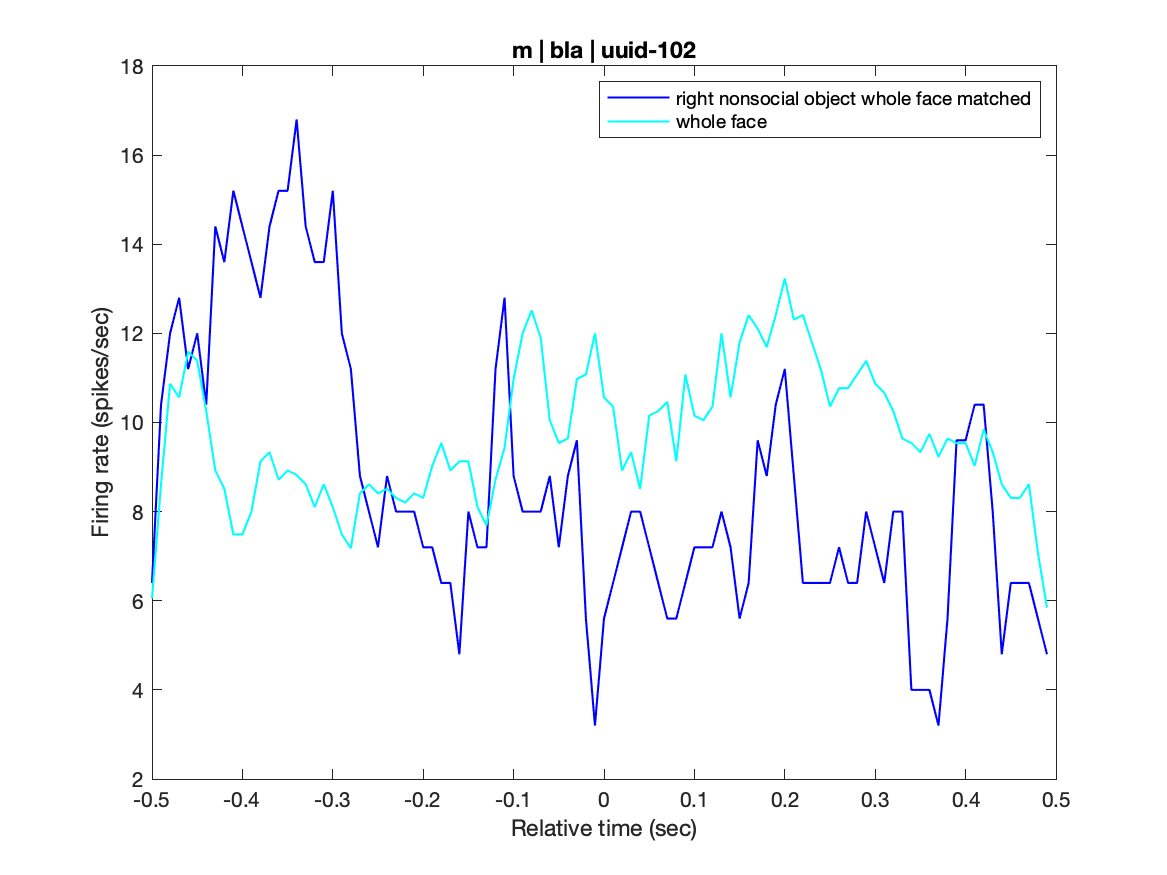 m | bla | uuid-102
right nonsocial object whole face matched
whole face
18
16
14
12
10
8
6
4
2
Firing rate (spikes/sec)
-0.5 -0.4 -0.3 -0.2 -0.1 0 0.1 0.2 0.3 0.4 0.5
Relative time (sec)